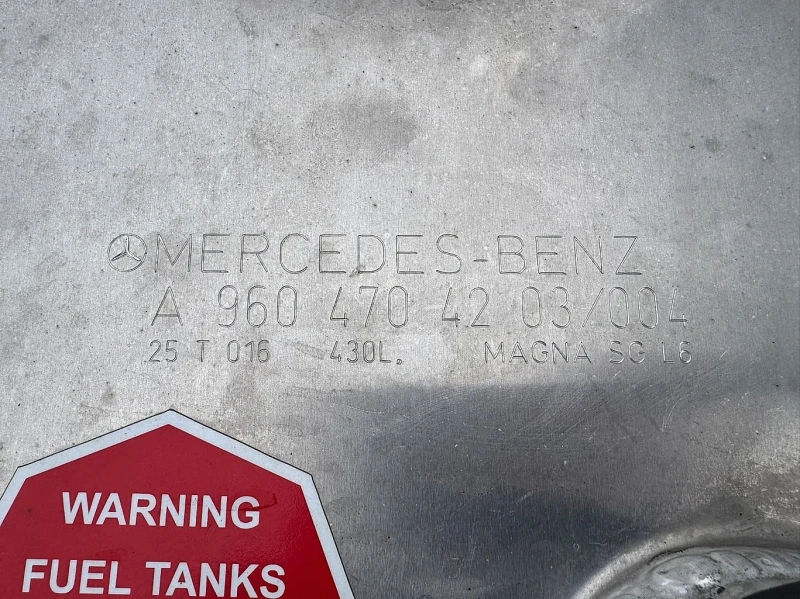 MERCEDES-BENZ
A 960 470 42 03/004
25 T 016 430L. MAGNA SG L6
WARNING
FUEL TANKS